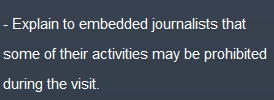 - Explain to embedded journalists that
some of their activities may be prohibited
during the visit.